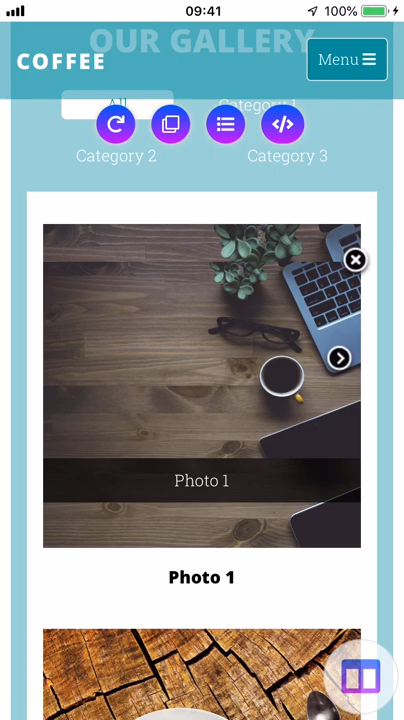 09:41
100%
OUR GALLERY
COFFEE
Menu
All
Category 1
Category 2
Category 3
Photo 1
Photo 1